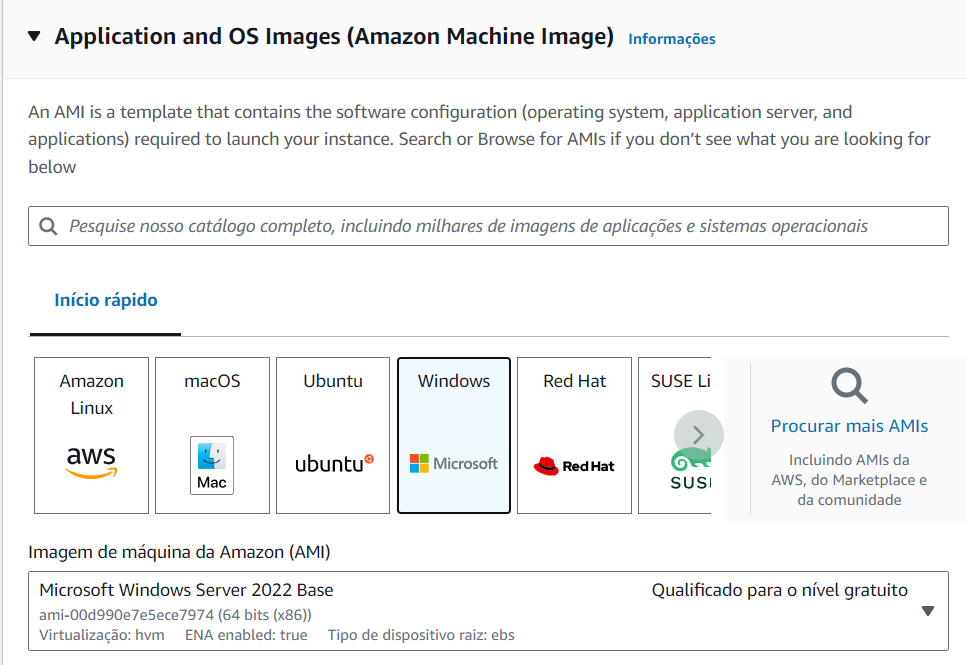 Application and OS Images (Amazon Machine Image) Informações
An AMI is a template that contains the software configuration (operating system, application server, and
applications) required to launch your instance. Search or Browse for AMIs if you don’t see what you are looking for
below
Pesquise nosso catálogo completo, incluindo milhares de imagens de aplicações e sistemas operacionais
Início rápido
Amazon
Linux
aws
macOS
Mac
Ubuntu
ubuntu
Windows
Microsoft
Red Hat
Red Hat
SUSE Li
SUS
Procurar mais AMIs
Incluindo AMIs da
AWS, do Marketplace e
da comunidade
Imagem de máquina da Amazon (AMI)
Microsoft Windows Server 2022 Base Qualificado para o nível gratuito
ami-00d990e7e5ece7974 (64 bits (x86))
Virtualização: hvm ENA enabled: true Tipo de dispositivo raiz: ebs